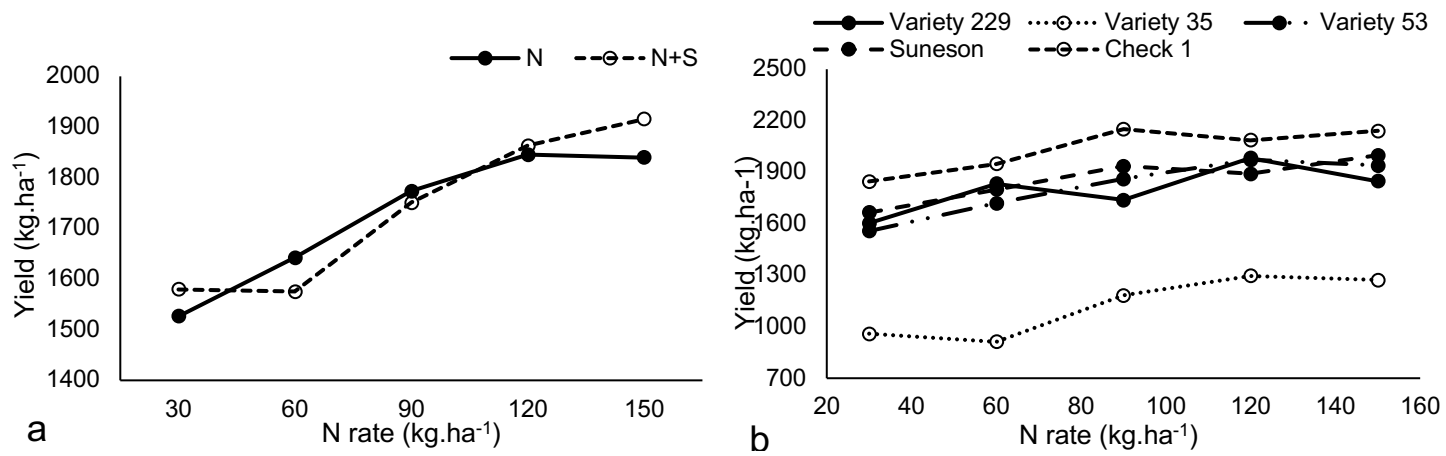 N N+S
2000
1900
1800
1700
1600
1500
1400
Yield (kg.ha-1)
30 60 90 120 150
N rate (kg.ha-1)
a
Variety 229 Variety 35 Variety 53
Suneson Check 1
2500
2200
1900
1600
1300
1000
700
Yield (kg.ha-1)
20 40 60 80 100 120 140 160
N rate (kg.ha-1)
b